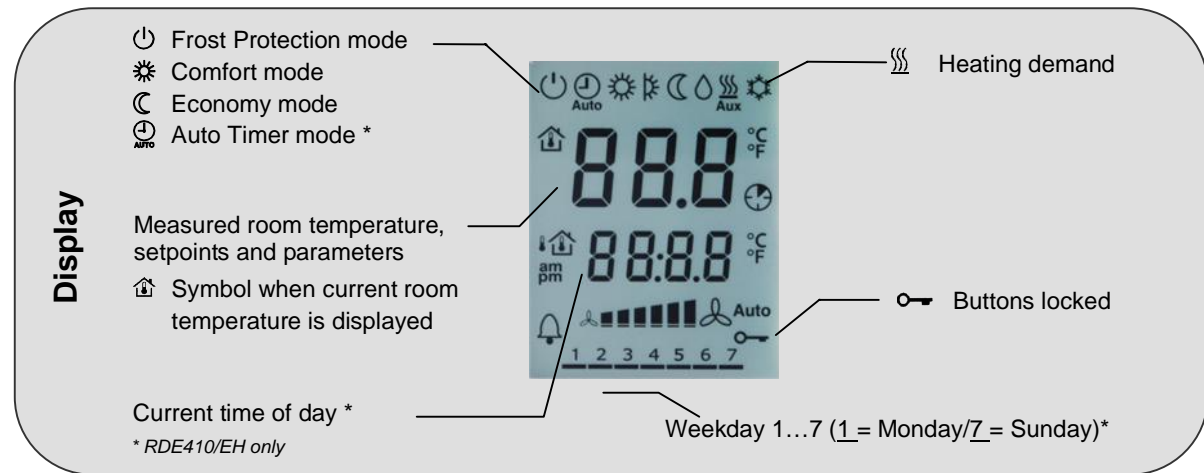 Display
Frost Protection mode
Comfort mode
Economy mode
AUTO Auto Timer mode *
Measured room temperature,
setpoints and parameters
Symbol when current room
temperature is displayed
Current time of day *
* RDE410/EH only
Auto Aux
88.8 °C
°F
88:8.8 °C
°F
am
pm
Auto
1 2 3 4 5 6 7
Heating demand
Buttons locked
Weekday 1…7 (1 = Monday/7 = Sunday)*